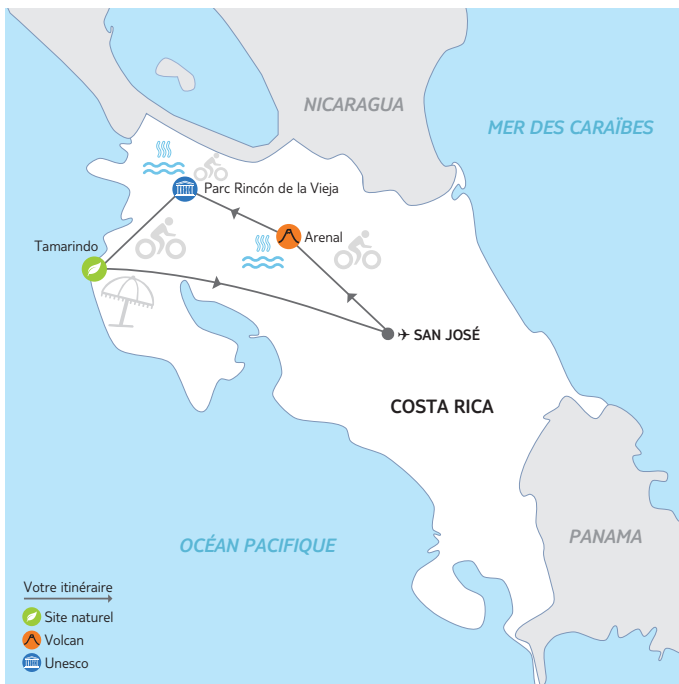 NICARAGUA
MER DES CARAÏBES
Parc Rincón de la Vieja
Arenal
Tamarindo
SAN JOSÉ
COSTA RICA
OCÉAN PACIFIQUE
PANAMA
Votre itinéraire
Site naturel
Volcan
Unesco